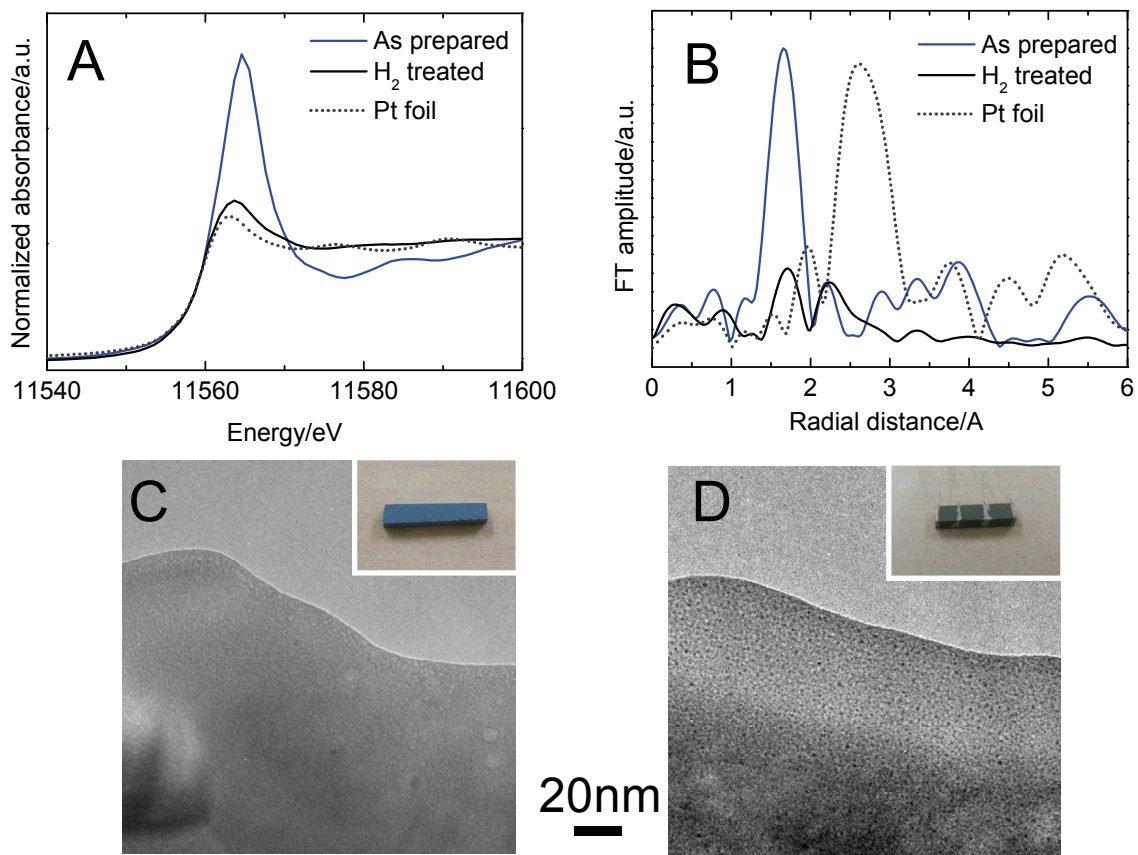 A
As prepared
H₂ treated
Pt foil
Normalized absorbance/a.u.
11540 11560 11580 11600
Energy/eV
B
As prepared
H₂ treated
Pt foil
FT amplitude/a.u.
0 1 2 3 4 5 6
Radial distance/A
C
D
20nm